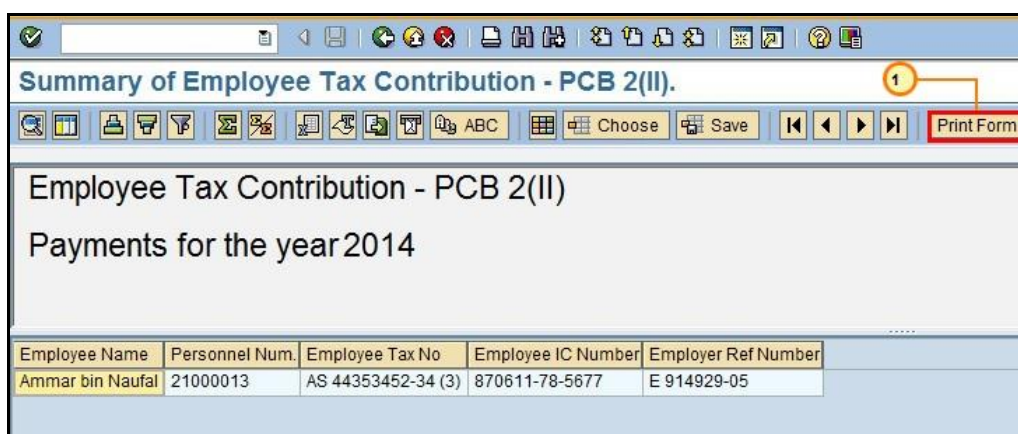 Summary of Employee Tax Contribution - PCB 2(II).
1
ABC Choose Save Print Form
Employee Tax Contribution - PCB 2(II)
Payments for the year 2014
Employee Name Personnel Num. Employee Tax No Employee IC Number Employer Ref Number
Ammar bin Naufal 21000013 AS 44353452-34 (3) 870611-78-5677 E 914929-05